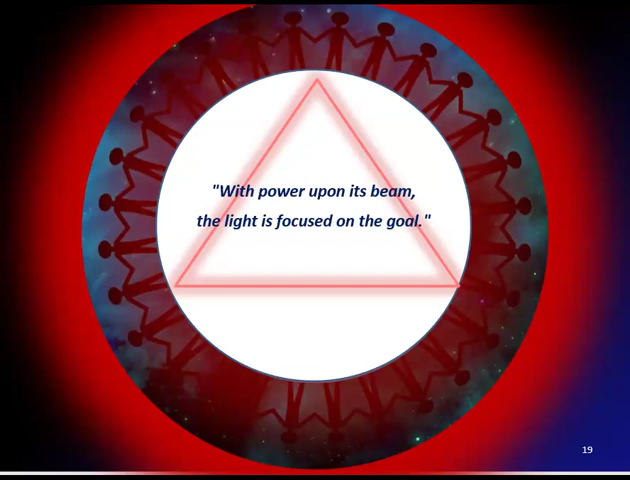 "With power upon its beam,
the light is focused on the goal."
19